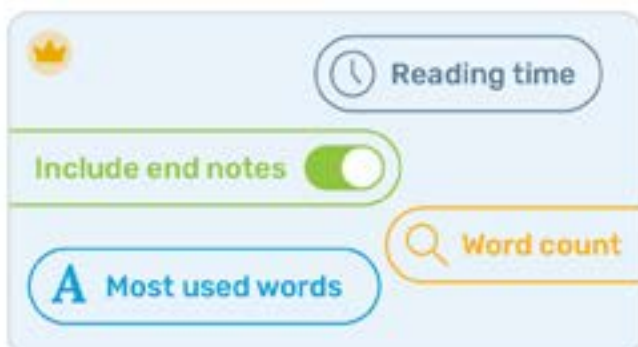 Reading time
Include end notes
Word count
A Most used words